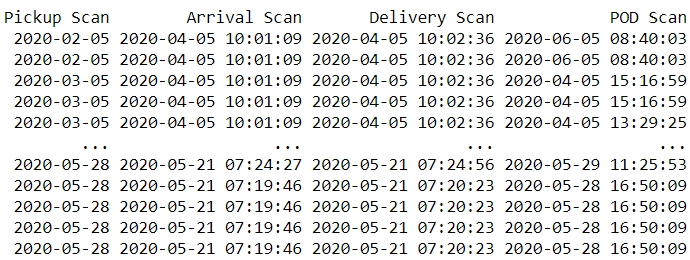 Pickup Scan Arrival Scan Delivery Scan POD Scan
2020-02-05 2020-04-05 10:01:09 2020-04-05 10:02:36 2020-06-05 08:40:03
2020-02-05 2020-04-05 10:01:09 2020-04-05 10:02:36 2020-06-05 08:40:03
2020-03-05 2020-04-05 10:01:09 2020-04-05 10:02:36 2020-04-05 15:16:59
2020-03-05 2020-04-05 10:01:09 2020-04-05 10:02:36 2020-04-05 15:16:59
2020-03-05 2020-04-05 10:01:09 2020-04-05 10:02:36 2020-04-05 13:29:25
... ... ... ...
2020-05-28 2020-05-21 07:24:27 2020-05-21 07:24:56 2020-05-29 11:25:53
2020-05-28 2020-05-21 07:19:46 2020-05-21 07:20:23 2020-05-28 16:50:09
2020-05-28 2020-05-21 07:19:46 2020-05-21 07:20:23 2020-05-28 16:50:09
2020-05-28 2020-05-21 07:19:46 2020-05-21 07:20:23 2020-05-28 16:50:09
2020-05-28 2020-05-21 07:19:46 2020-05-21 07:20:23 2020-05-28 16:50:09